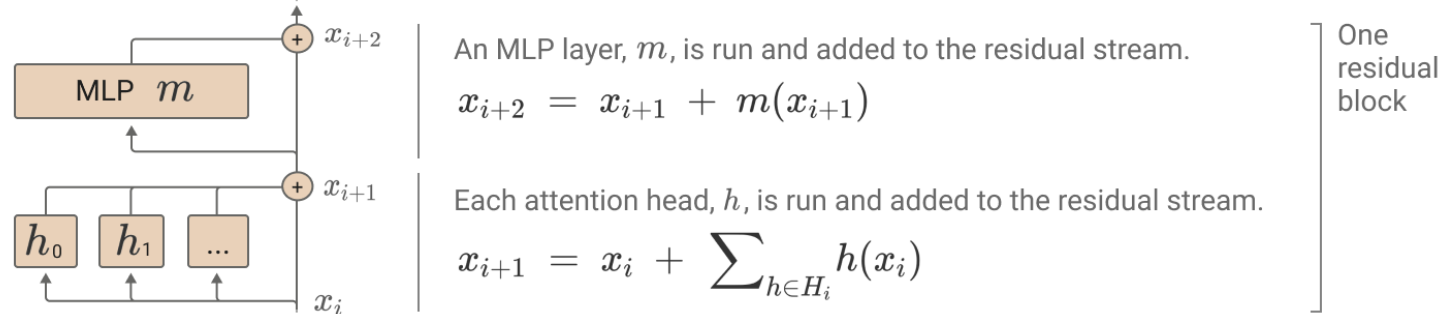 x_{i+2}
An MLP layer, m, is run and added to the residual stream.
One
residual
block
MLP m
x_{i+2} = x_{i+1} + m(x_{i+1})
+
+
x_{i+1}
Each attention head, h, is run and added to the residual stream.
h_0 h_1 ...
x_{i+1} = x_i + ∑_{h∈H_i} h(x_i)
x_i